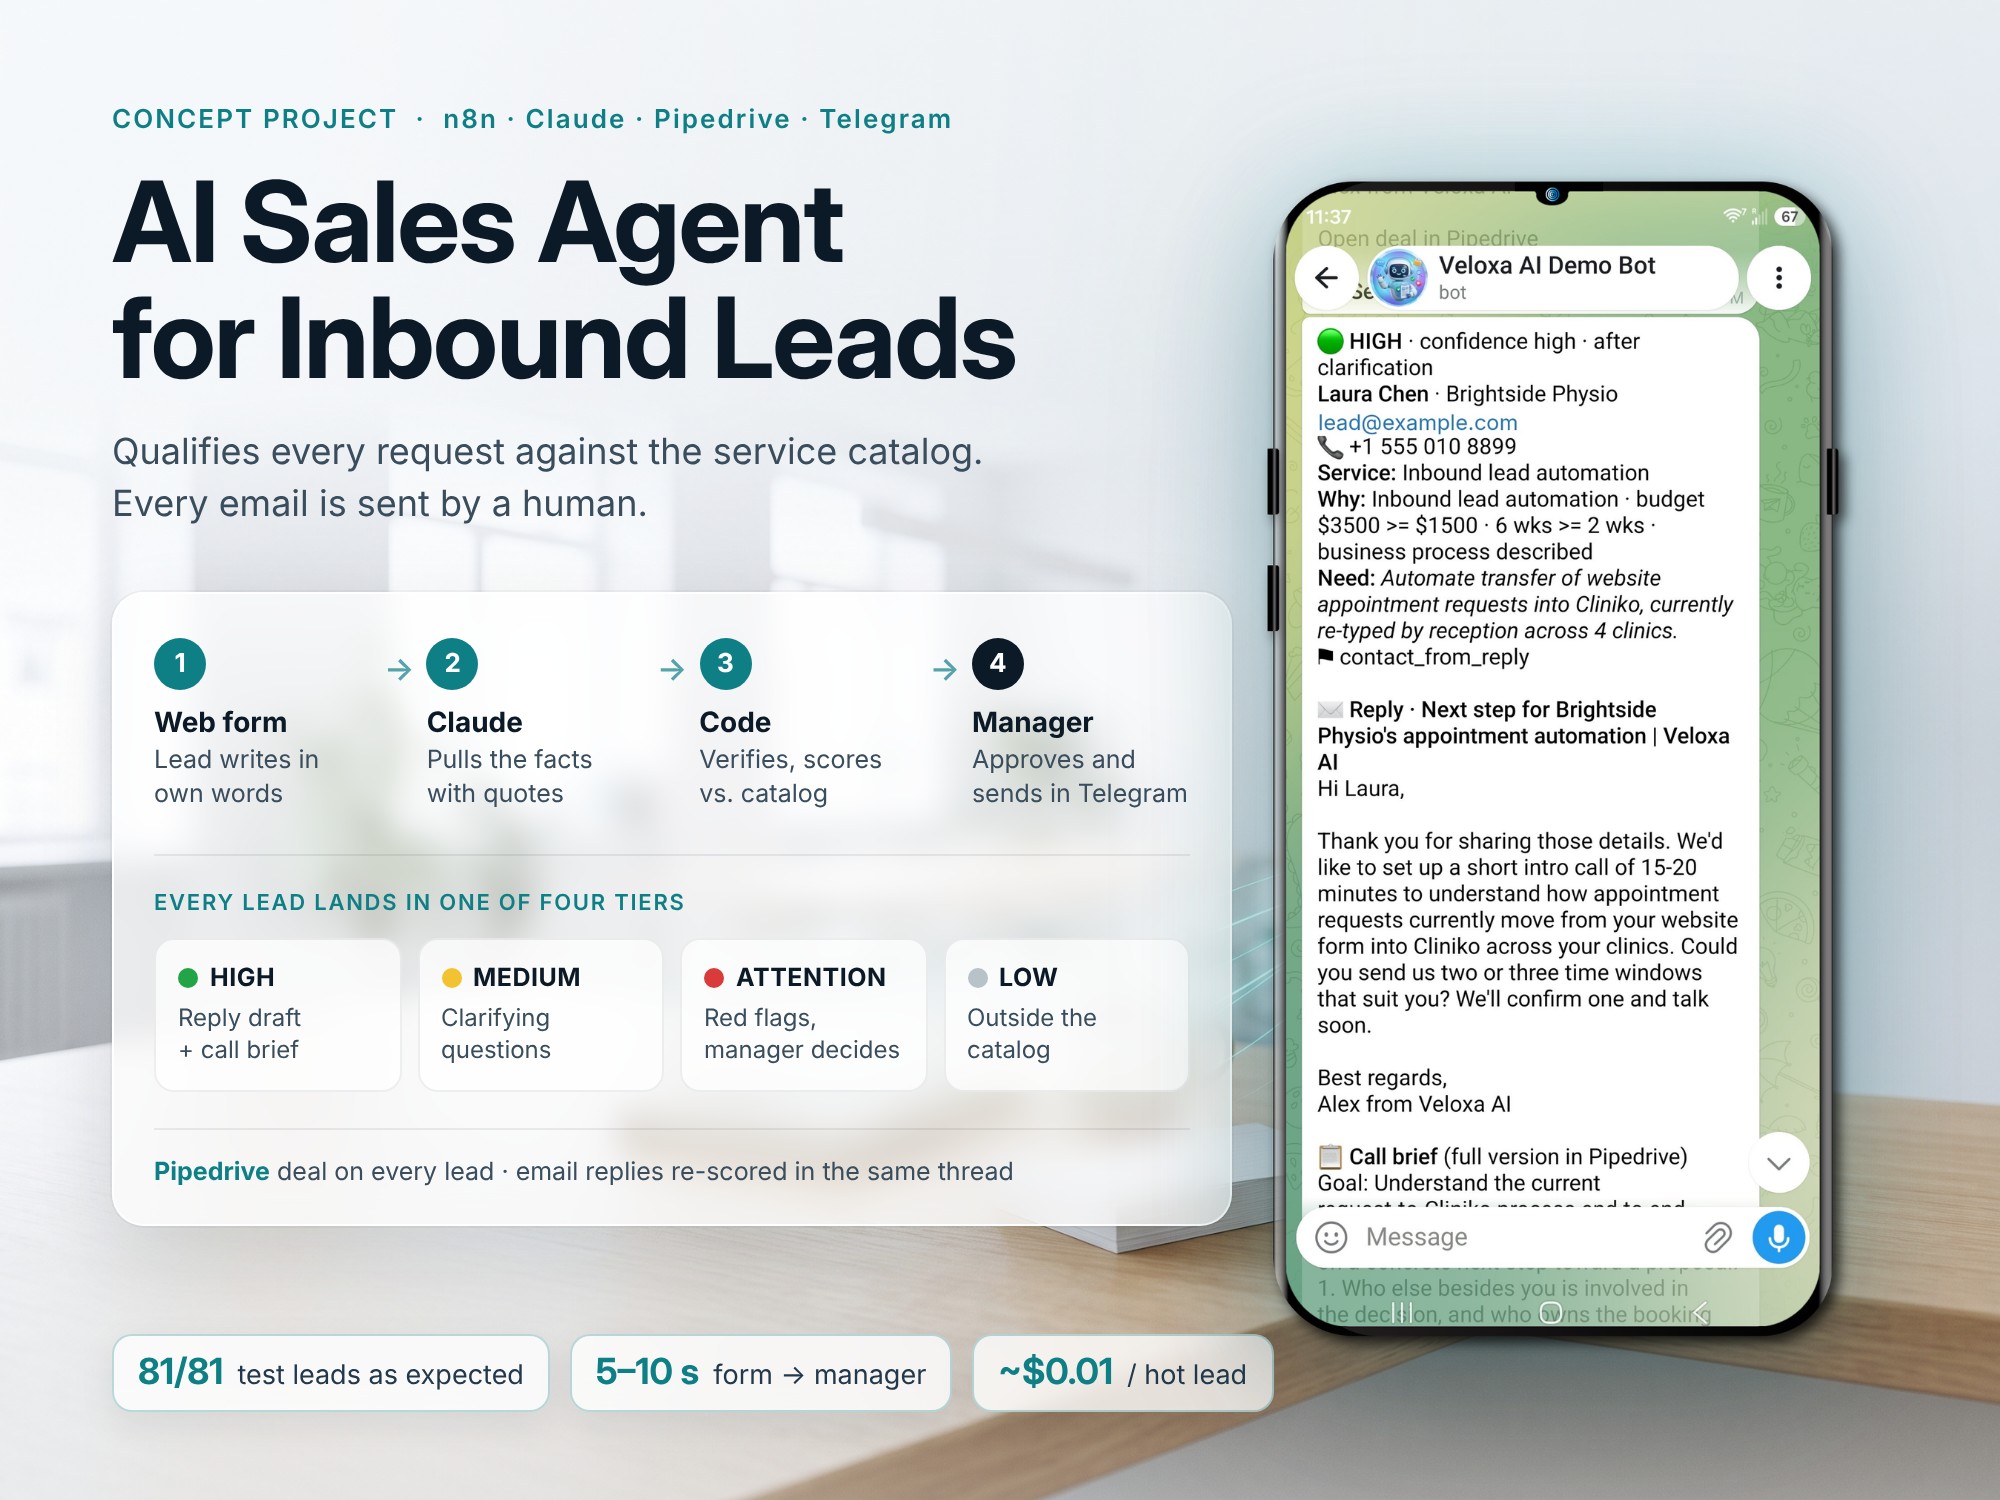 CONCEPT PROJECT · n8n · Claude · Pipedrive · Telegram
AI Sales Agent
for Inbound Leads
Qualifies every request against the service catalog.
Every email is sent by a human.
1
→
2
→
3
→
4
Web form
Lead writes in
own words
Claude
Pulls the facts
with quotes
Code
Verifies, scores
vs. catalog
Manager
Approves and
sends in Telegram
EVERY LEAD LANDS IN ONE OF FOUR TIERS
HIGH
Reply draft
+ call brief
MEDIUM
Clarifying
questions
ATTENTION
Red flags,
manager decides
LOW
Outside the
catalog
Pipedrive deal on every lead · email replies re-scored in the same thread
81/81 test leads as expected
5–10 s form → manager
~$0.01 / hot lead
11:37
67
Open deal in Pipedrive
Veloxa AI Demo Bot
bot
HIGH · confidence high · after
clarification
Laura Chen · Brightside Physio
lead@example.com
+1 555 010 8899
Service: Inbound lead automation
Why: Inbound lead automation · budget
$3500 >= $1500 · 6 wks >= 2 wks ·
business process described
Need: Automate transfer of website
appointment requests into Cliniko, currently
re-typed by reception across 4 clinics.
contact_from_reply
Reply · Next step for Brightside
Physio's appointment automation | Veloxa
AI
Hi Laura,
Thank you for sharing those details. We'd
like to set up a short intro call of 15-20
minutes to understand how appointment
requests currently move from your website
form into Cliniko across your clinics. Could
you send us two or three time windows
that suit you? We'll confirm one and talk
soon.
Best regards,
Alex from Veloxa AI
Call brief (full version in Pipedrive)
Goal: Understand the current
Message
1. Who else besides you is involved in
the decision, and who owns the booking